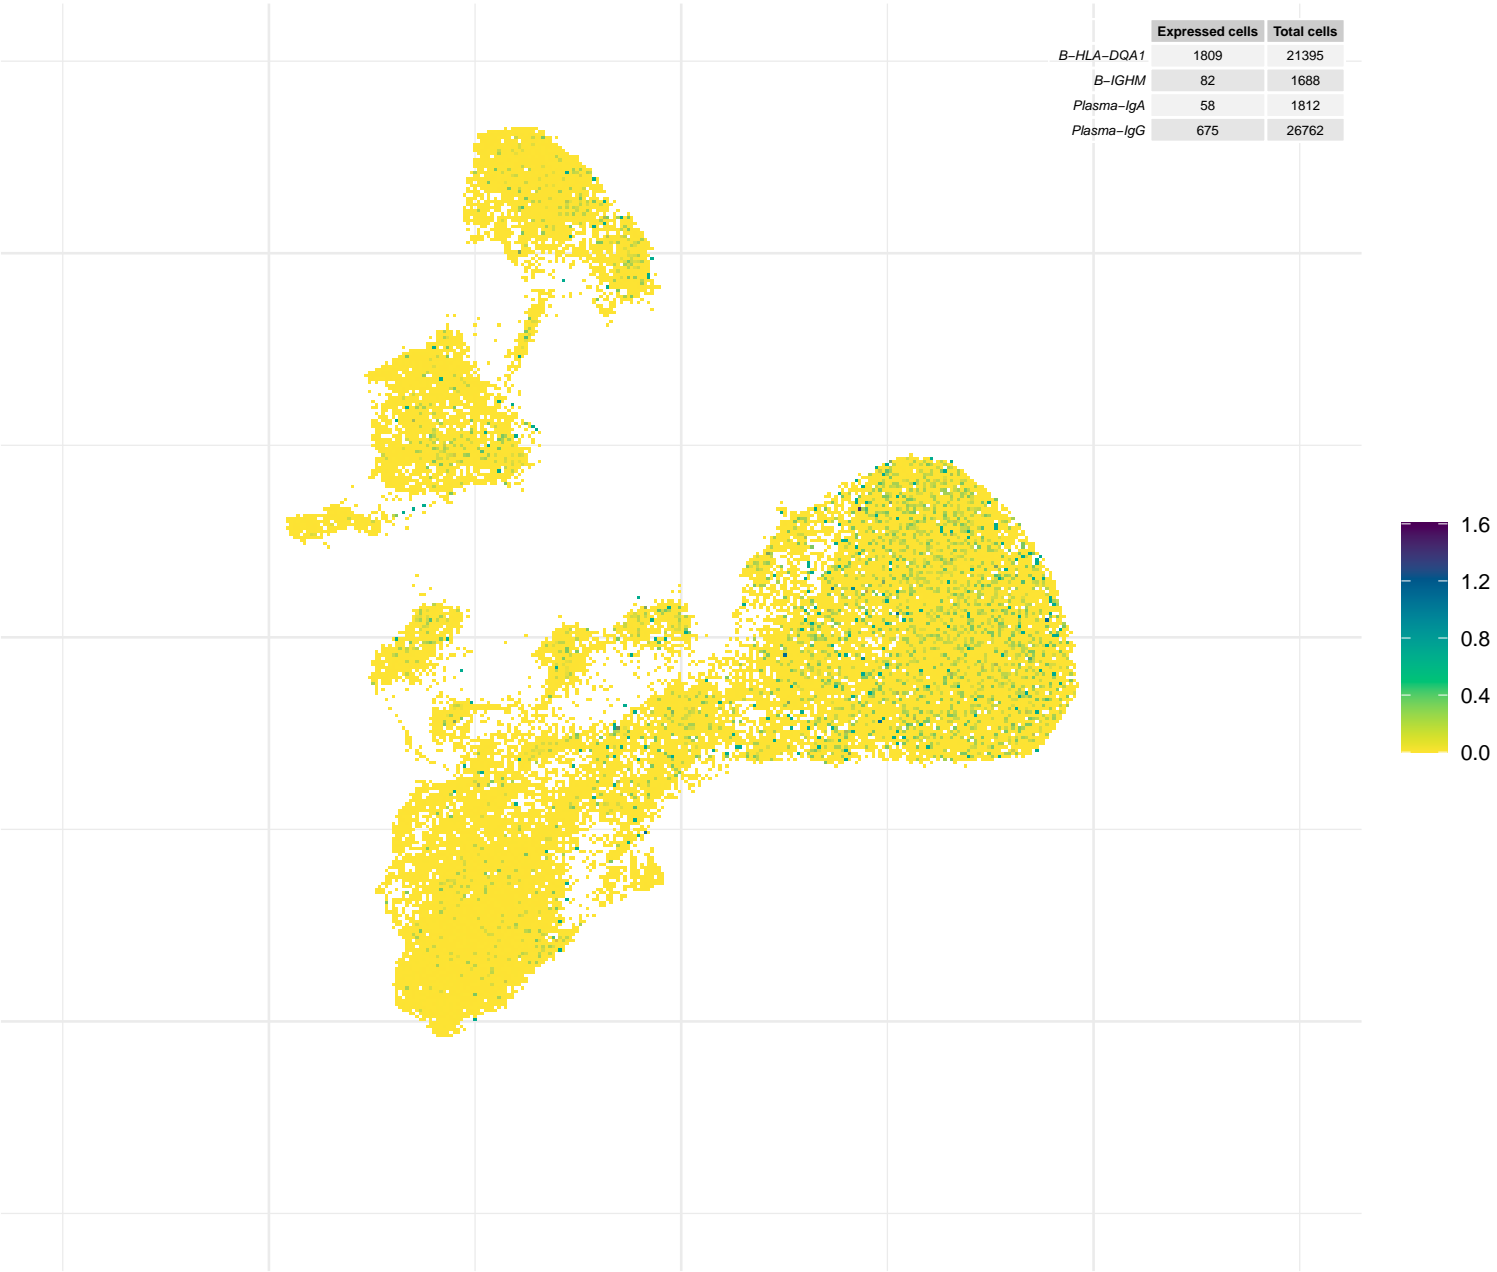 Expressed cells Total cells
B−HLA−DQA1 1809 21395
B−IGHM 82 1688
Plasma−IgA 58 1812
Plasma−IgG 675 26762
1.6
1.2
0.8
0.4
0.0